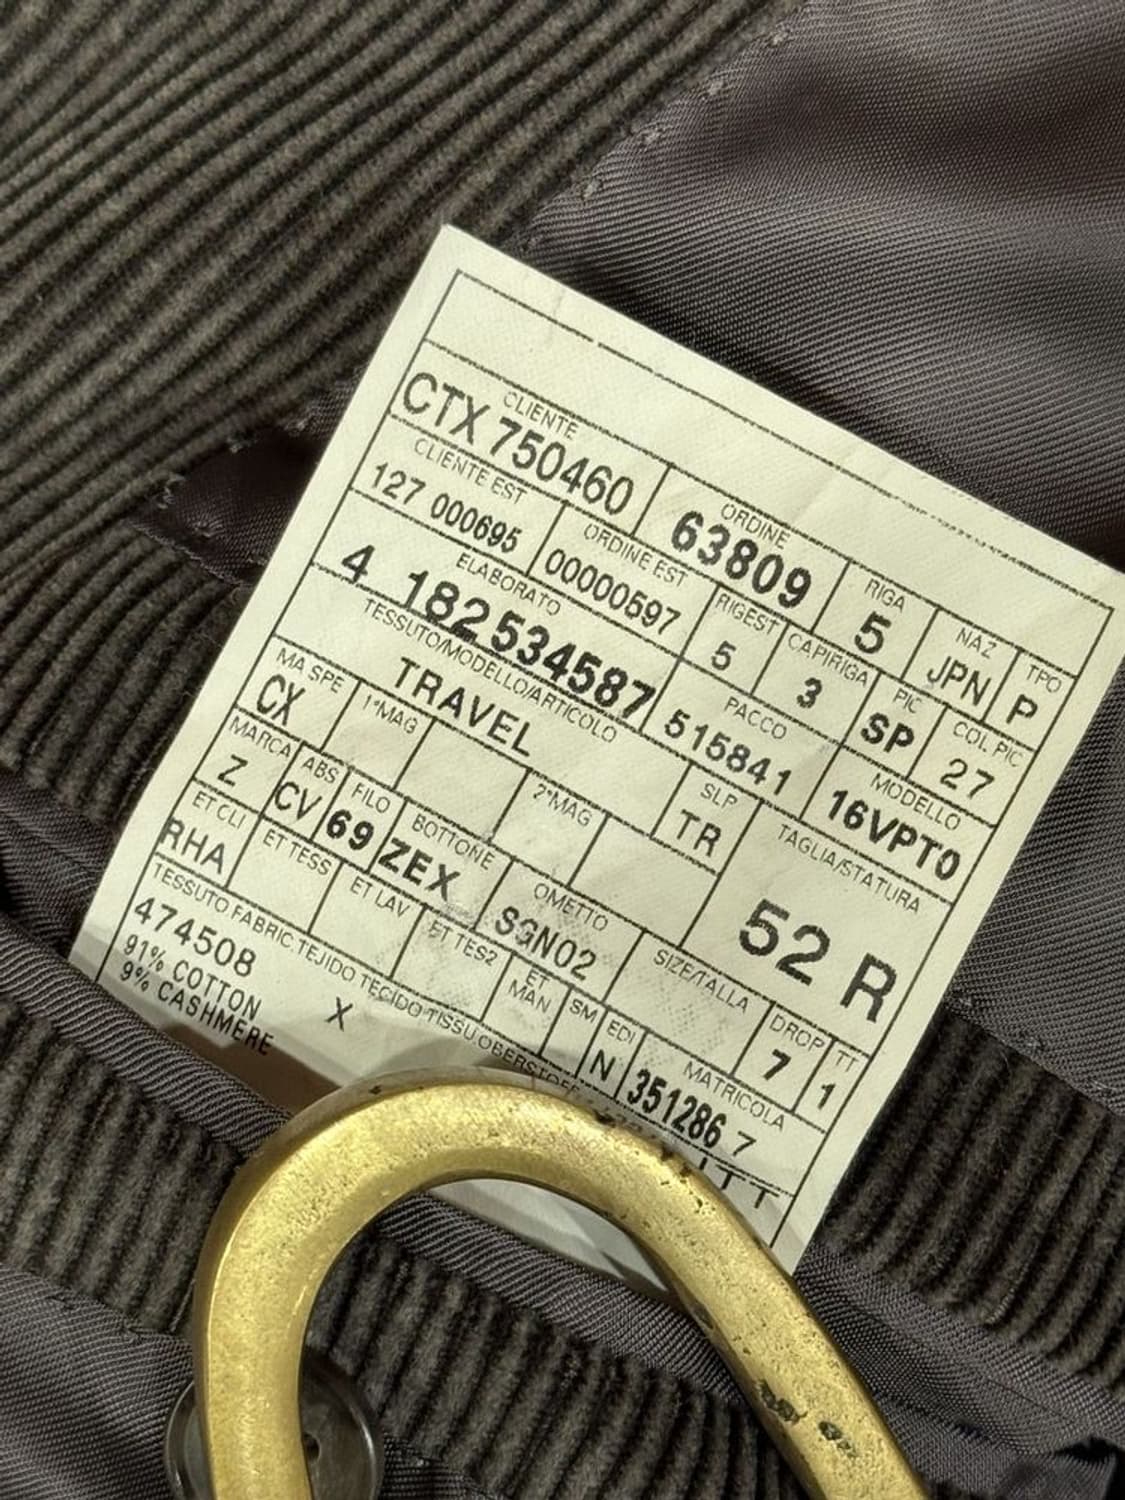 CLIENTE ORDINE RIGA NAZ TPO
CTX 750460 63809 5 JPN P
CLIENTE EST ORDINE EST RIGEST CAPIRIGA PIC COL PIC
127 000695 00000597 5 3 SP 27
ELABORATO PACCO MODELLO
4 182534587 515841 16VPT0
TESSUTO/MODELLO/ARTICOLO SLP TAGLIA/STATURA
TRAVEL TR 52 R
MA SPE 1°MAG 2°MAG
CX
MARCA ABS FILO BOTTONE OMETTO SIZE/TALLA DROP TT
Z CV 69 ZEX SGN02 7 1
ET CLI ET TESS ET LAV ET TES2 ET MAN SM EDI MATRICOLA
RHA N 351286 7
TESSUTO FABRIC TEJIDO TECIDO TISSU OBERSTOFF
474508 X
91% COTTON
9% CASHMERE